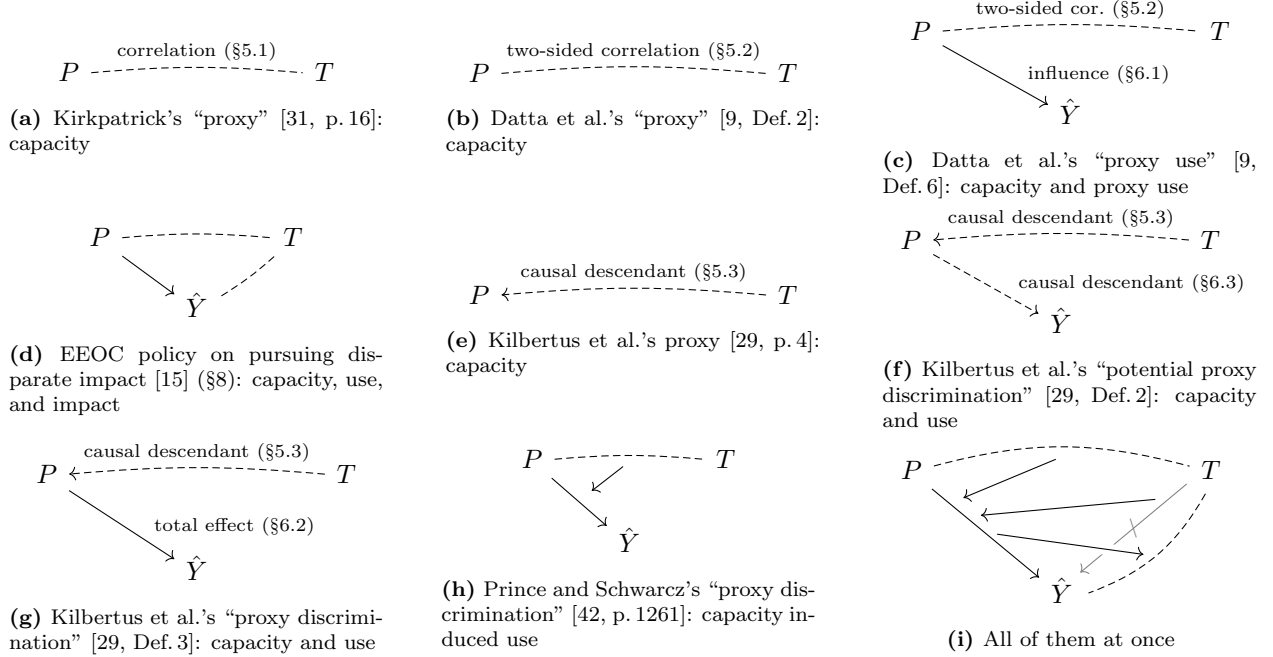 P correlation (§5.1) T
(a) Kirkpatrick's “proxy” [31, p. 16]:
capacity
P two-sided correlation (§5.2) T
(b) Datta et al.'s “proxy” [9, Def. 2]:
capacity
P two-sided cor. (§5.2) T
influence (§6.1)
Ŷ
(c) Datta et al.'s “proxy use” [9,
Def. 6]: capacity and proxy use
P T
Ŷ
(d) EEOC policy on pursuing dis-
parate impact [15] (§8): capacity, use,
and impact
P causal descendant (§5.3) T
(e) Kilbertus et al.'s proxy [29, p. 4]:
capacity
P causal descendant (§5.3) T
causal descendant (§6.3)
Ŷ
(f) Kilbertus et al.'s “potential proxy
discrimination” [29, Def. 2]: capacity
and use
P causal descendant (§5.3) T
total effect (§6.2)
Ŷ
(g) Kilbertus et al.'s “proxy discrimi-
nation” [29, Def. 3]: capacity and use
P T
Ŷ
(h) Prince and Schwarcz's “proxy dis-
crimination” [42, p. 1261]: capacity in-
duced use
P T
Ŷ
(i) All of them at once